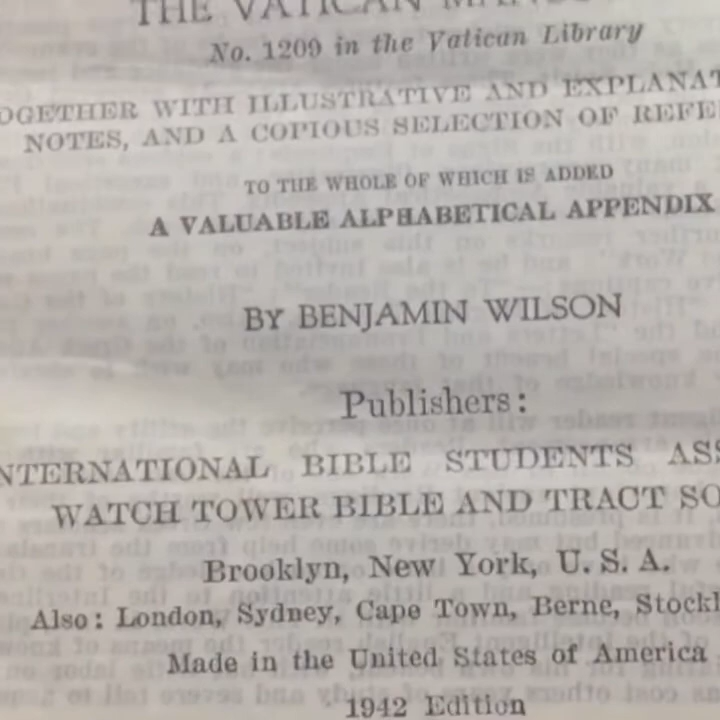 THE VATICAN
No. 1209 in the Vatican Library
OGETHER WITH ILLUSTRATIVE AND EXPLANAT
NOTES, AND A COPIOUS SELECTION OF REFE
TO THE WHOLE OF WHICH IS ADDED
A VALUABLE ALPHABETICAL APPENDIX
BY BENJAMIN WILSON
Publishers:
NTERNATIONAL BIBLE STUDENTS ASS
WATCH TOWER BIBLE AND TRACT SO
Brooklyn, New York, U. S. A.
Also: London, Sydney, Cape Town, Berne, Stockl
Made in the United States of America
1942 Edition